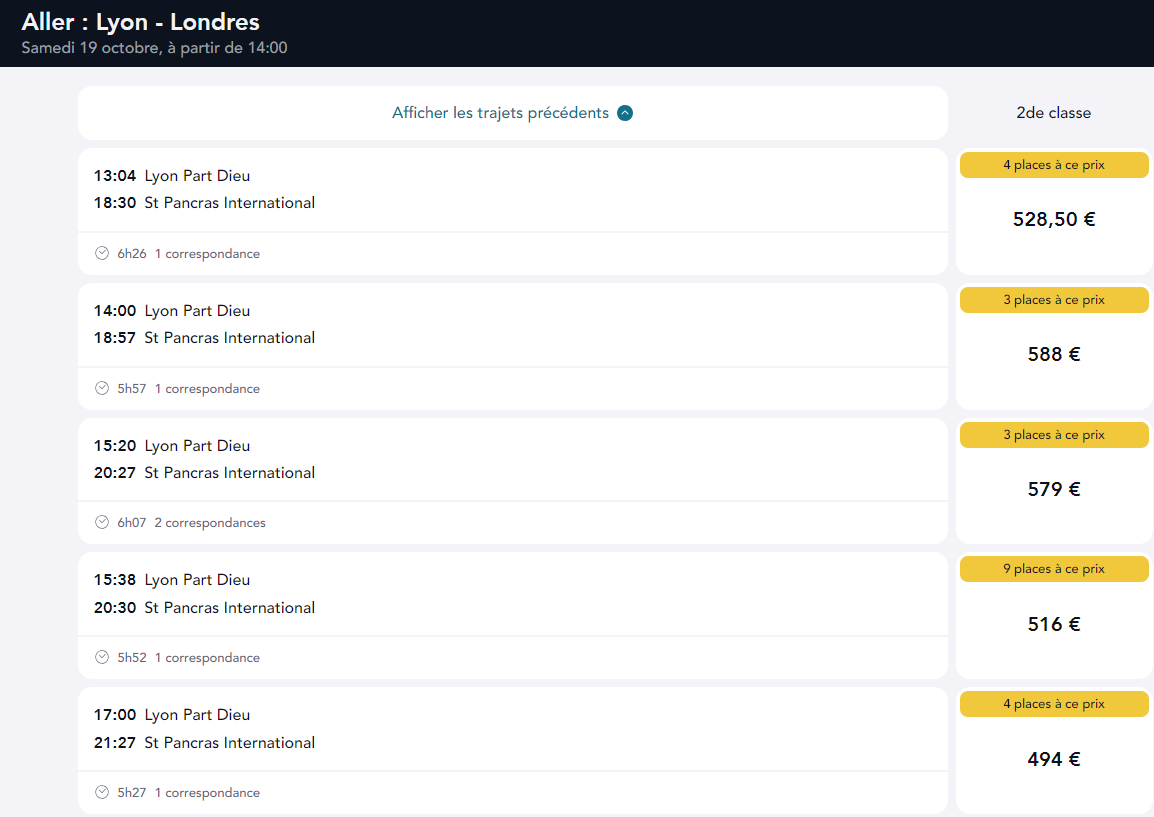 Aller : Lyon - Londres
Samedi 19 octobre, à partir de 14:00
Afficher les trajets précédents
2de classe
13:04 Lyon Part Dieu
18:30 St Pancras International
6h26 1 correspondance
4 places à ce prix
528,50 €
14:00 Lyon Part Dieu
18:57 St Pancras International
5h57 1 correspondance
3 places à ce prix
588 €
15:20 Lyon Part Dieu
20:27 St Pancras International
6h07 2 correspondances
3 places à ce prix
579 €
15:38 Lyon Part Dieu
20:30 St Pancras International
5h52 1 correspondance
9 places à ce prix
516 €
17:00 Lyon Part Dieu
21:27 St Pancras International
5h27 1 correspondance
4 places à ce prix
494 €